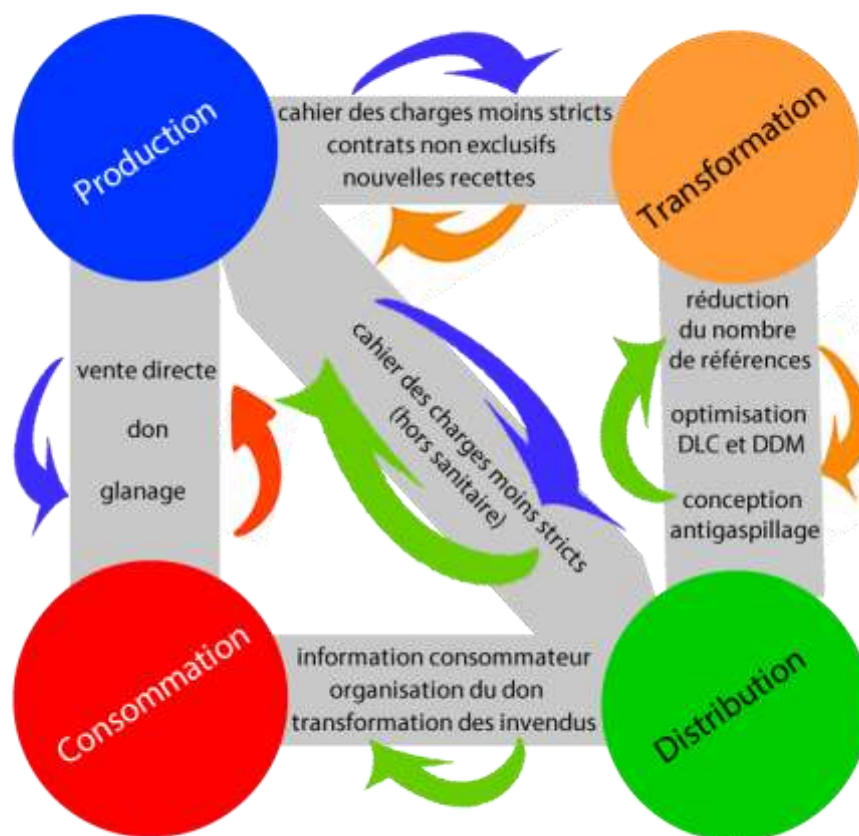 Production
cahier des charges moins stricts
contrats non exclusifs
nouvelles recettes
Transformation
vente directe
don
glanage
cahier des charges moins stricts
(hors sanitaire)
réduction
du nombre
de références
optimisation
DLC et DDM
conception
antigaspillage
Consommation
information consommateur
organisation du don
transformation des invendus
Distribution